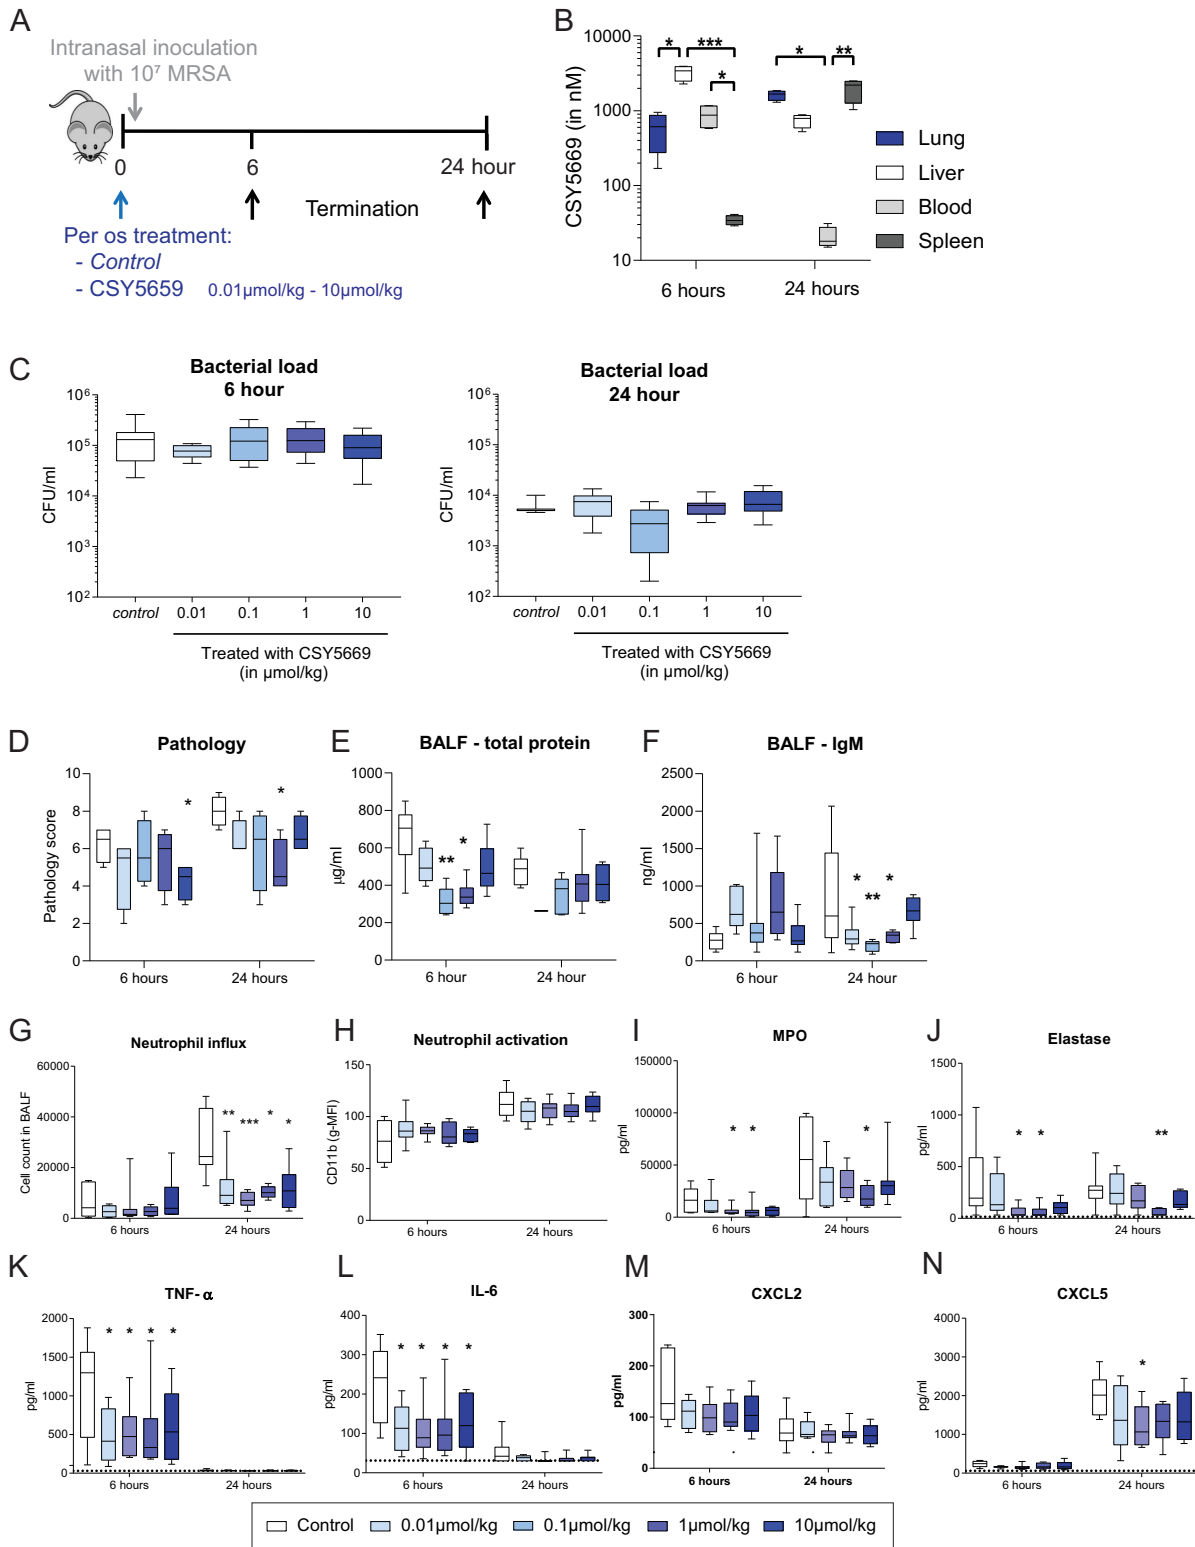 A
Intranasal inoculation
with 10⁷ MRSA
0
6
24 hour
Termination
Per os treatment:
- Control
- CSY5659 0.01µmol/kg - 10µmol/kg
B
CSY5669 (in nM)
10000
1000
100
10
* *** * * **
6 hours 24 hours
Lung
Liver
Blood
Spleen
C
Bacterial load
6 hour
CFU/ml
10⁶
10⁵
10⁴
10³
10²
control 0.01 0.1 1 10
Treated with CSY5669
(in µmol/kg)
Bacterial load
24 hour
CFU/ml
10⁶
10⁵
10⁴
10³
10²
control 0.01 0.1 1 10
Treated with CSY5669
(in µmol/kg)
D
Pathology
Pathology score
10
8
6
4
2
0
* *
6 hours 24 hours
E
BALF - total protein
µg/ml
1000
800
600
400
200
0
** *
6 hour 24 hour
F
BALF - IgM
ng/ml
2500
2000
1500
1000
500
0
* ** *
6 hour 24 hour
G
Neutrophil influx
Cell count in BALF
60000
40000
20000
0
** *** * *
6 hours 24 hours
H
Neutrophil activation
CD11b (g-MFI)
150
100
50
0
6 hours 24 hours
I
MPO
pg/ml
150000
100000
50000
0
* * *
6 hours 24 hours
J
Elastase
pg/ml
1500
1000
500
0
* * **
6 hours 24 hours
K
TNF- α
pg/ml
2000
1500
1000
500
0
* * * *
6 hours 24 hours
L
IL-6
pg/ml
400
300
200
100
0
* * * *
6 hours 24 hours
M
CXCL2
pg/ml
300
200
100
0
6 hours 24 hours
N
CXCL5
pg/ml
4000
3000
2000
1000
0
*
6 hours 24 hours
Control 0.01µmol/kg 0.1µmol/kg 1µmol/kg 10µmol/kg